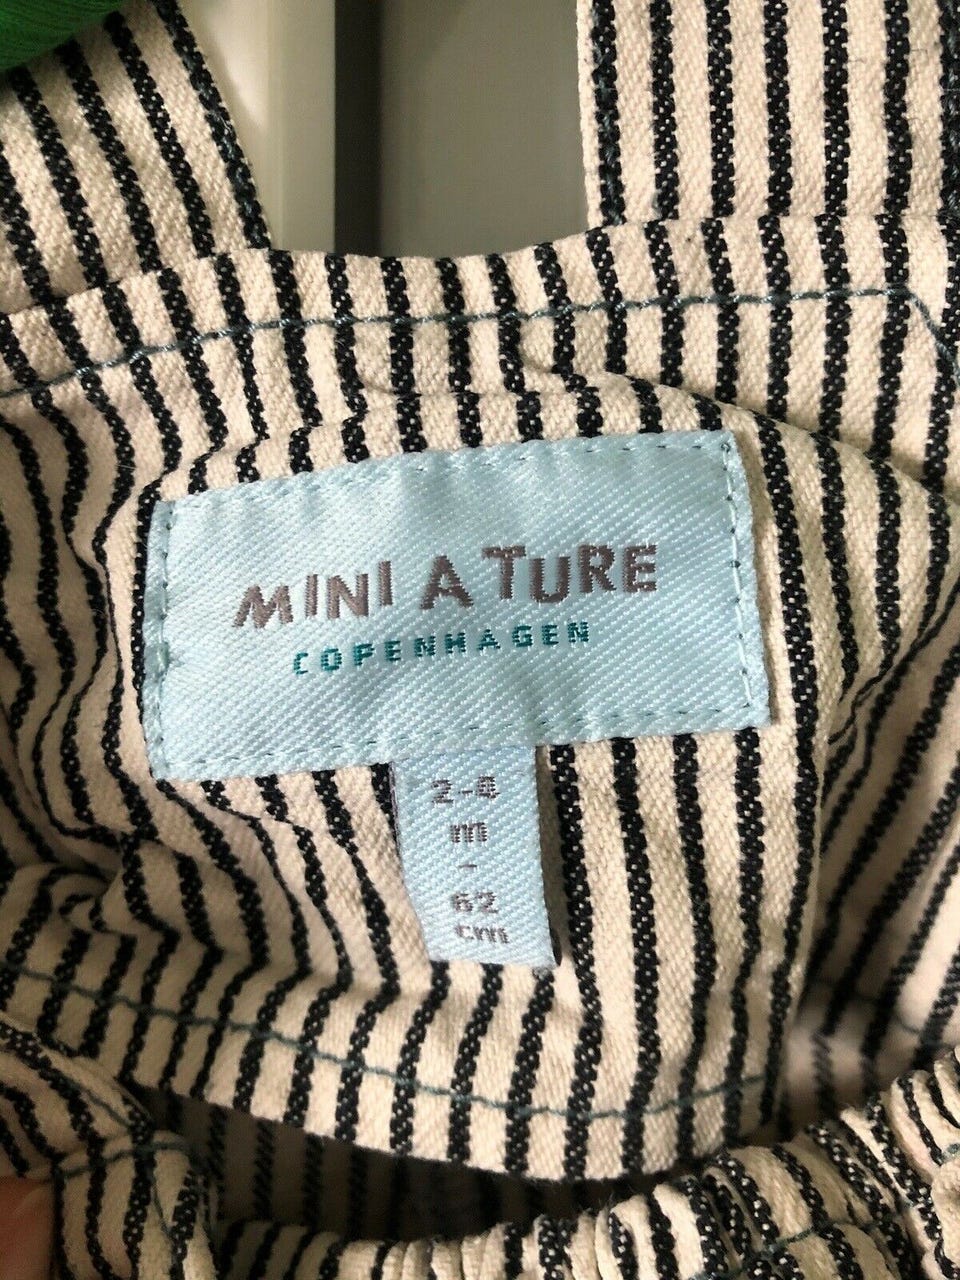 MINI A TURE
COPENHAGEN
2-4
m
-
62
cm